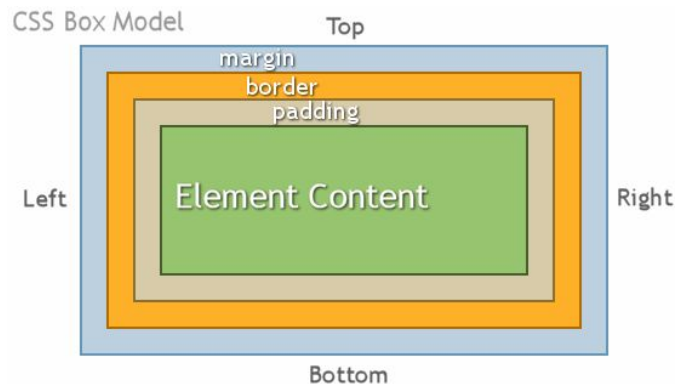 CSS Box Model
Top
margin
border
padding
Left
Element Content
Right
Bottom